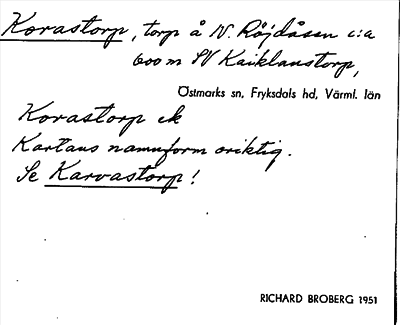 Korastorp, torp å N. Röjdåsen c:a
600 m SV Kaiklanstorp,
Östmarks sn, Fryksdals hd, Värml. län
Korastorp ek
Kartans namnform oriktig.
Se Karvastorp!
RICHARD BROBERG 1951